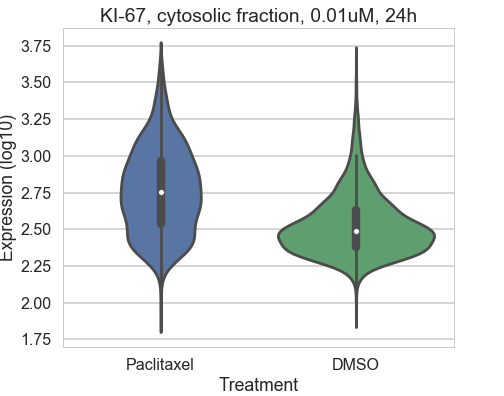 KI-67, cytosolic fraction, 0.01uM, 24h
Expression (log10)
3.75
3.50
3.25
3.00
2.75
2.50
2.25
2.00
1.75
Paclitaxel
DMSO
Treatment